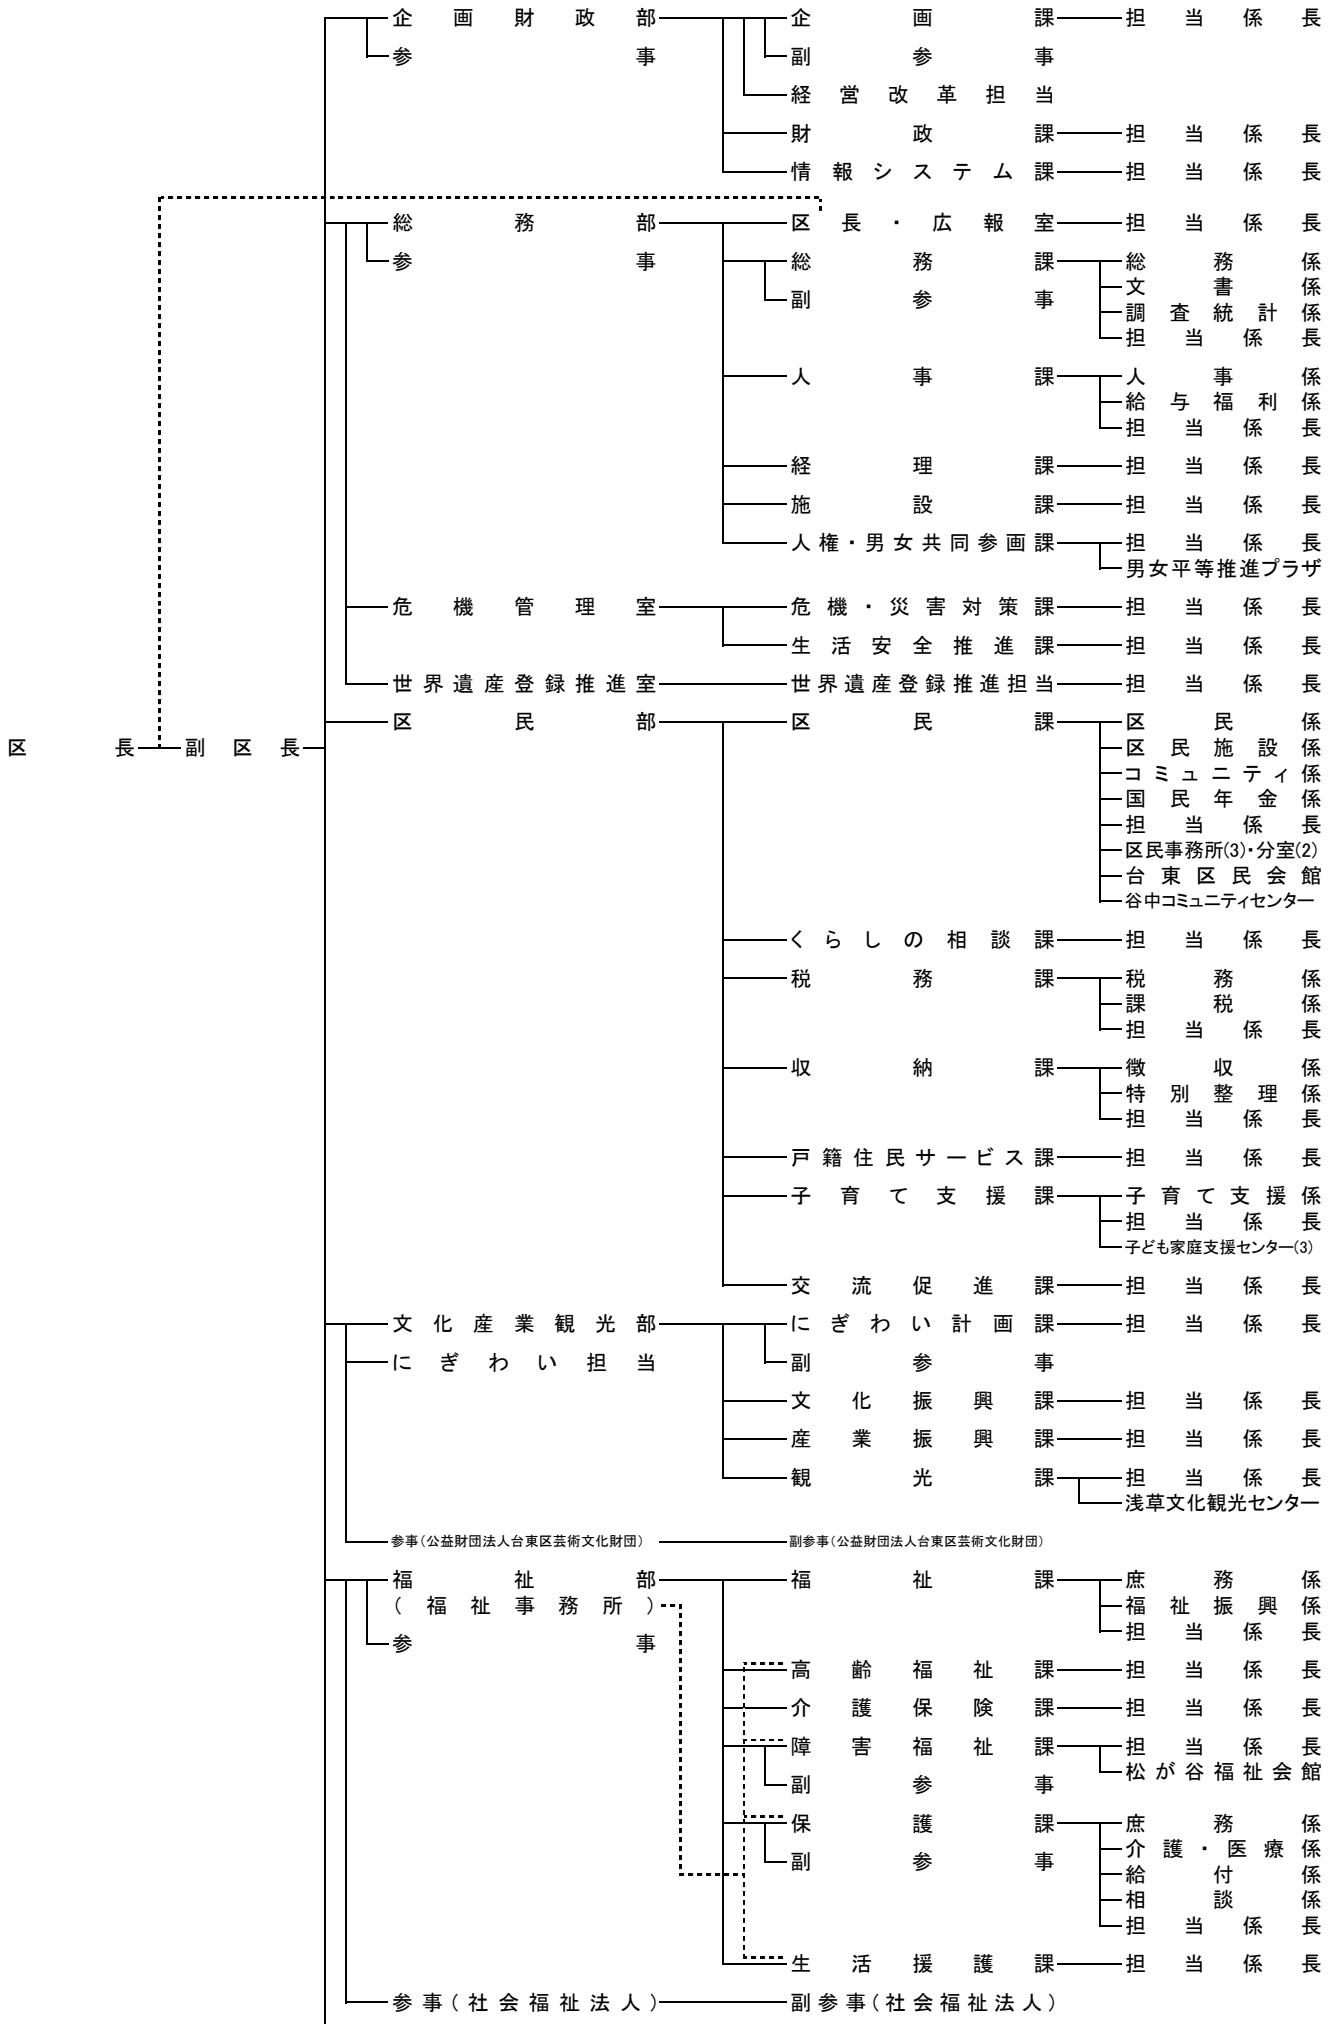 企画財政部 企画課 担当係長
参事 副参事
経営改革担当
財政課 担当係長
情報システム課 担当係長
総務部 区長・広報室 担当係長
参事 総務課 総務係
文書係
副参事
調査統計係
担当係長
人事課 人事係
給与福利係
担当係長
経理課 担当係長
施設課 担当係長
人権・男女共同参画課 担当係長
男女平等推進プラザ
危機管理室 危機・災害対策課 担当係長
生活安全推進課 担当係長
世界遺産登録推進室 世界遺産登録推進担当 担当係長
区民部 区民課 区民係
区長 副区長 区民施設係
コミュニティ係
国民年金係
担当係長
区民事務所(3)・分室(2)
台東区民会館
谷中コミュニティセンター
くらしの相談課 担当係長
税務課 税務係
課税係
担当係長
収納課 徴収係
特別整理係
担当係長
戸籍住民サービス課 担当係長
子育て支援課 子育て支援係
担当係長
子ども家庭支援センター(3)
交流促進課 担当係長
文化産業観光部 にぎわい計画課 担当係長
にぎわい担当 副参事
文化振興課 担当係長
産業振興課 担当係長
観光課 担当係長
浅草文化観光センター
参事(公益財団法人台東区芸術文化財団) 副参事(公益財団法人台東区芸術文化財団)
福祉部 福祉課 庶務係
(福祉事務所) 福祉振興係
担当係長
参事
高齢福祉課 担当係長
介護保険課 担当係長
障害福祉課 担当係長
松が谷福祉会館
副参事
保護課 庶務係
介護・医療係
副参事
給付係
相談係
担当係長
生活援護課 担当係長
参事(社会福祉法人) 副参事(社会福祉法人)